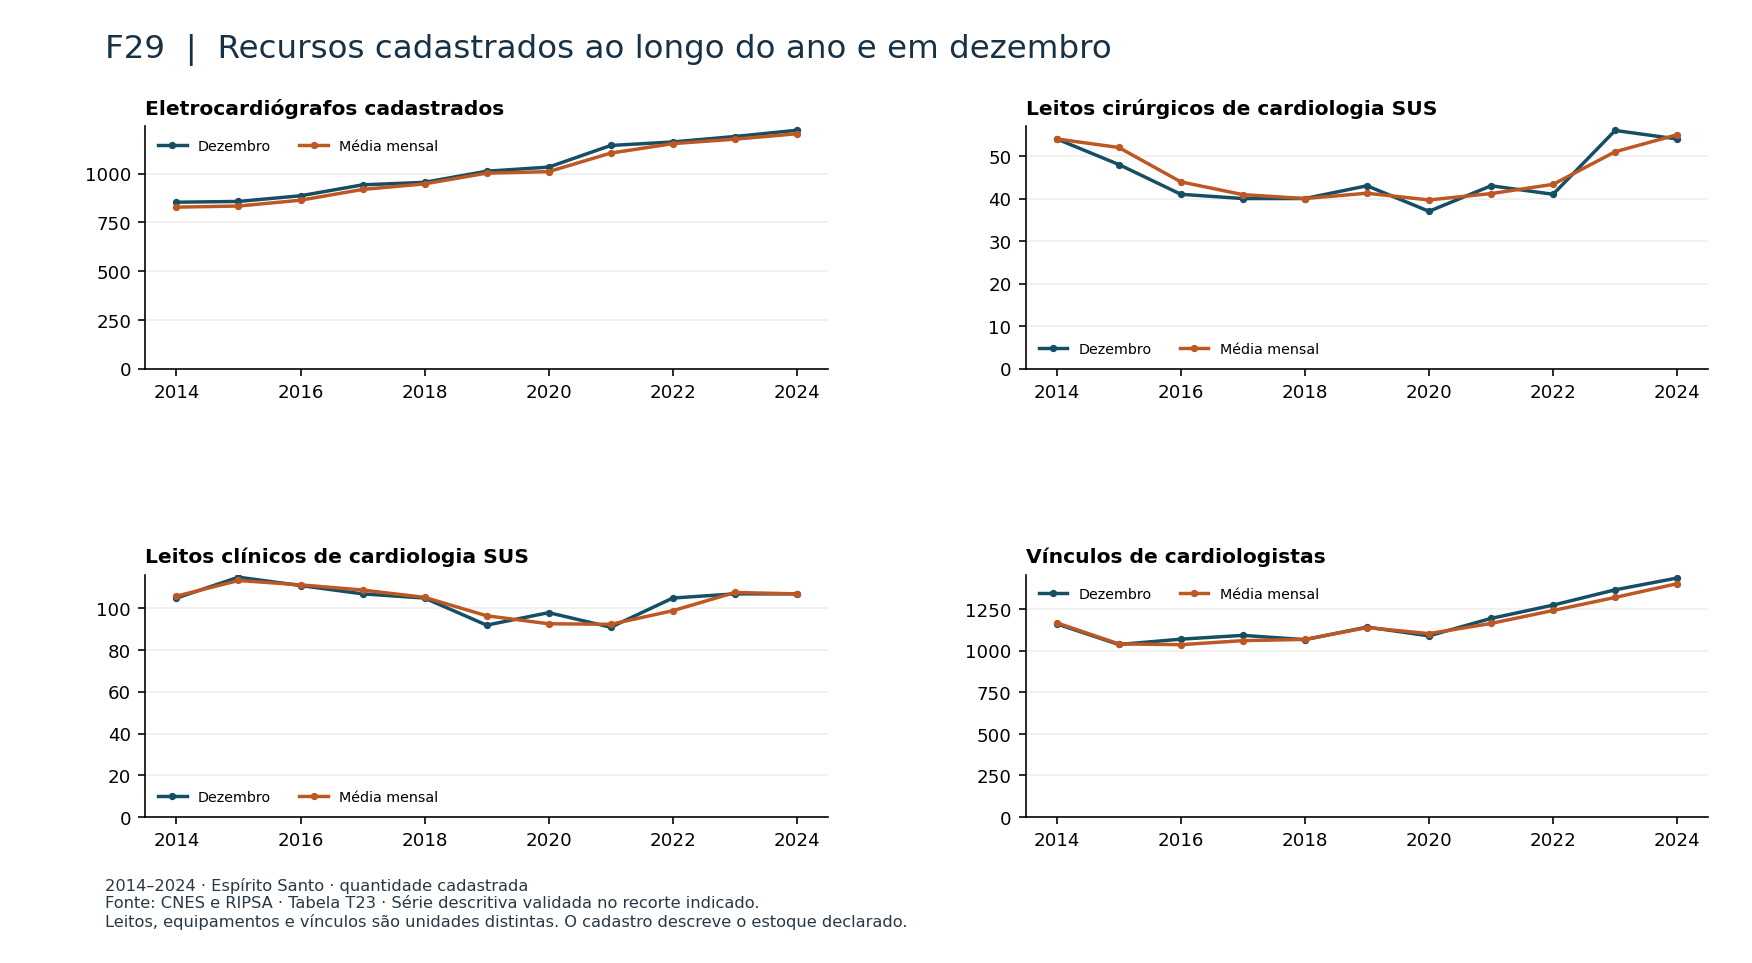 F29 | Recursos cadastrados ao longo do ano e em dezembro
Eletrocardiógrafos cadastrados
Dezembro Média mensal
1000
750
500
250
0
2014 2016 2018 2020 2022 2024
Leitos cirúrgicos de cardiologia SUS
50
40
30
20
10
Dezembro Média mensal
0
2014 2016 2018 2020 2022 2024
Leitos clínicos de cardiologia SUS
100
80
60
40
20
Dezembro Média mensal
0
2014 2016 2018 2020 2022 2024
Vínculos de cardiologistas
Dezembro Média mensal
1250
1000
750
500
250
0
2014 2016 2018 2020 2022 2024
2014–2024 · Espírito Santo · quantidade cadastrada
Fonte: CNES e RIPSA · Tabela T23 · Série descritiva validada no recorte indicado.
Leitos, equipamentos e vínculos são unidades distintas. O cadastro descreve o estoque declarado.